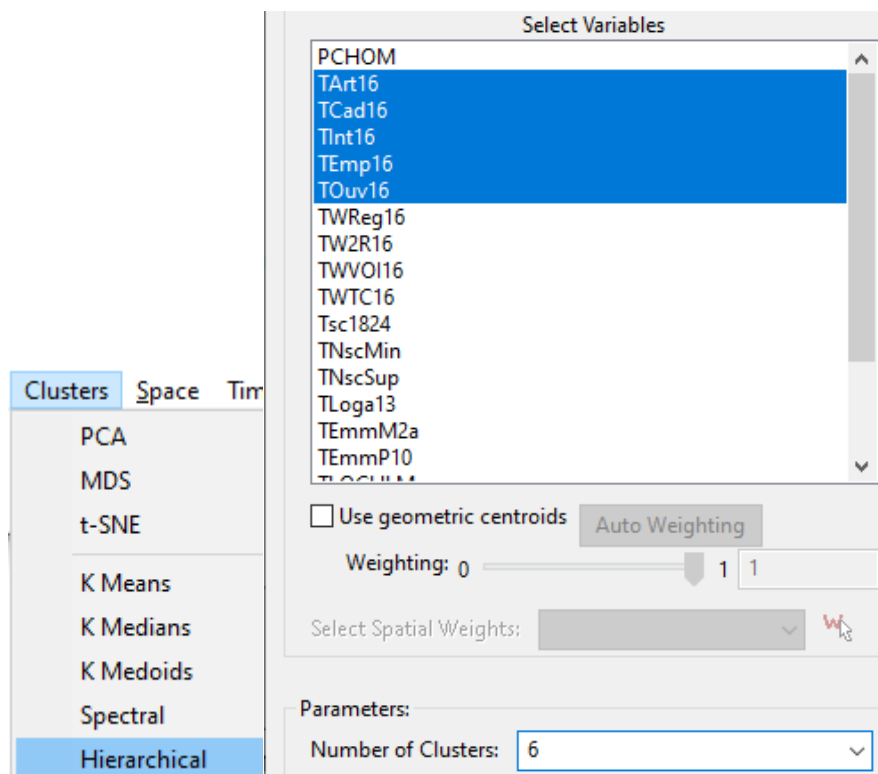 Clusters Space Tim
PCA
MDS
t-SNE
K Means
K Medians
K Medoids
Spectral
Hierarchical
Select Variables
PCHOM
TArt16
TCad16
TInt16
TEmp16
TOuv16
TWReg16
TW2R16
TWVOI16
TWTC16
Tsc1824
TNscMin
TNscSup
TLoga13
TEmmM2a
TEmmP10
Use geometric centroids Auto Weighting
Weighting: 0 1 1
Select Spatial Weights:
Parameters:
Number of Clusters: 6